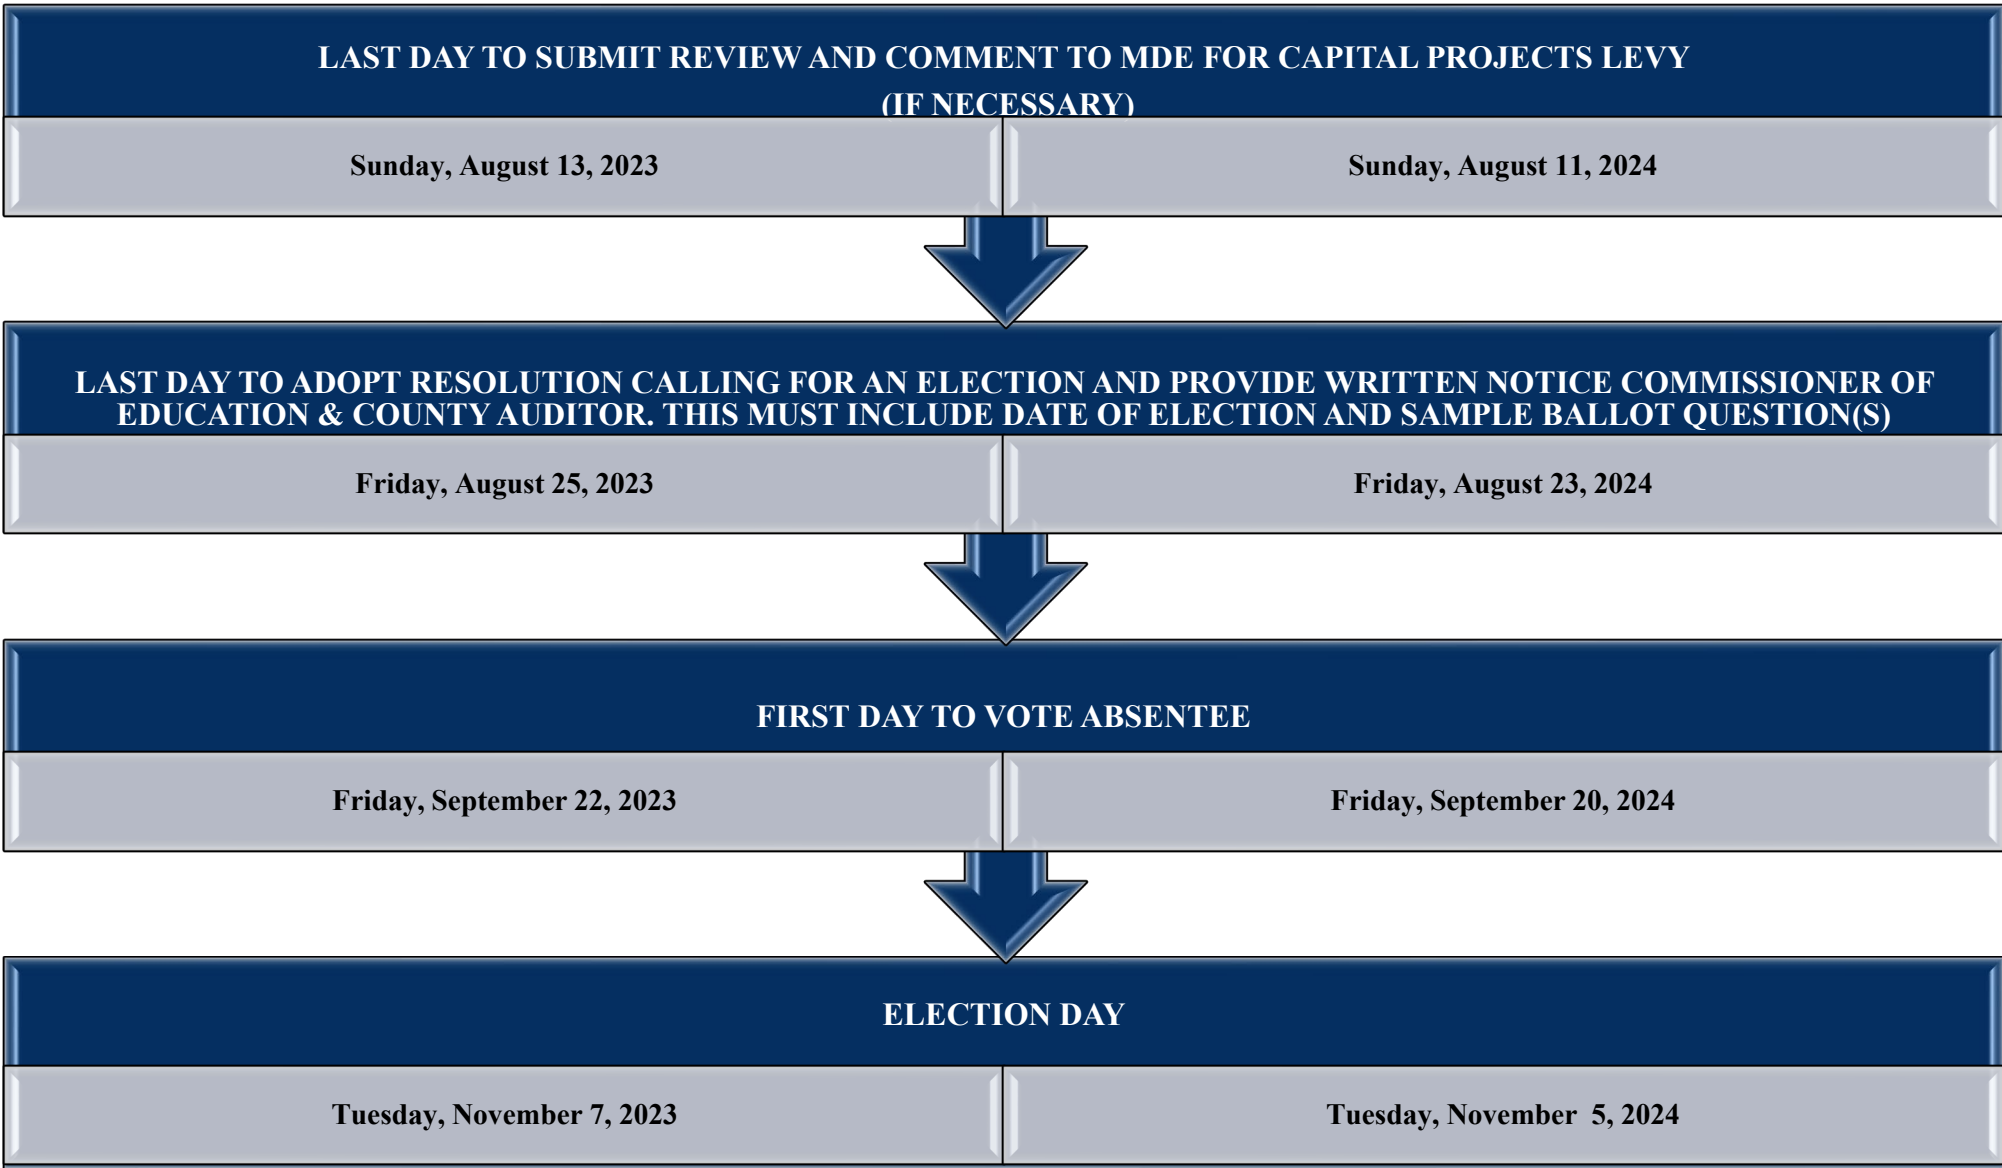 LAST DAY TO SUBMIT REVIEW AND COMMENT TO MDE FOR CAPITAL PROJECTS LEVY
(IF NECESSARY)
Sunday, August 13, 2023
Sunday, August 11, 2024
LAST DAY TO ADOPT RESOLUTION CALLING FOR AN ELECTION AND PROVIDE WRITTEN NOTICE COMMISSIONER OF
EDUCATION & COUNTY AUDITOR. THIS MUST INCLUDE DATE OF ELECTION AND SAMPLE BALLOT QUESTION(S)
Friday, August 25, 2023
Friday, August 23, 2024
FIRST DAY TO VOTE ABSENTEE
Friday, September 22, 2023
Friday, September 20, 2024
ELECTION DAY
Tuesday, November 7, 2023
Tuesday, November  5, 2024